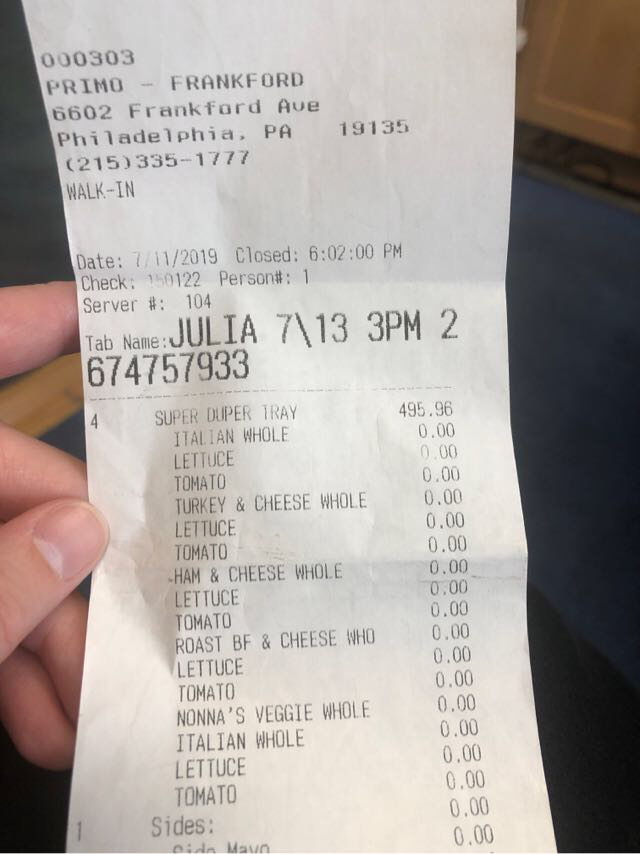 000303
PRIMO - FRANKFORD
6602 Frankford Ave
Philadelphia, PA 19135
(215)335-1777
WALK-IN
Date: 7/11/2019 Closed: 6:02:00 PM
Check: 150122 Person#: 1
Server #: 104
Tab Name:JULIA 7\13 3PM 2
674757933
4 SUPER DUPER TRAY 495.96
ITALIAN WHOLE 0.00
LETTUCE 0.00
TOMATO 0.00
TURKEY & CHEESE WHOLE 0.00
LETTUCE 0.00
TOMATO 0.00
HAM & CHEESE WHOLE 0.00
LETTUCE 0.00
TOMATO 0.00
ROAST BF & CHEESE WHO 0.00
LETTUCE 0.00
TOMATO 0.00
NONNA'S VEGGIE WHOLE 0.00
ITALIAN WHOLE 0.00
LETTUCE 0.00
TOMATO 0.00
1 Sides: 0.00
Side Mayo 0.00